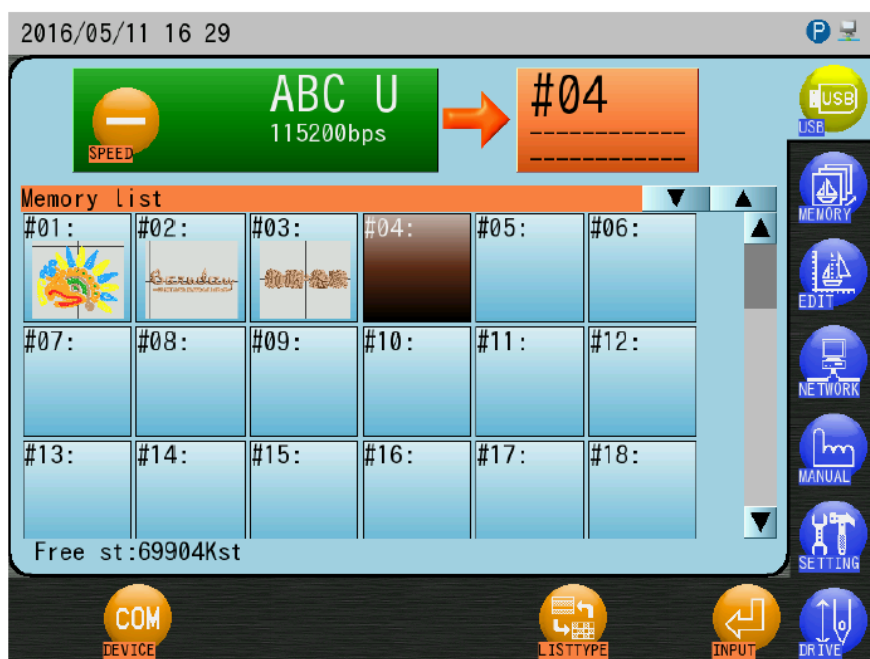 2016/05/11 16 29
P
ABC U
115200bps
SPEED
#04
------------
------------
USB
USB
Memory list
▼ ▲
#01: #02: #03: #04: #05: #06:
Barudan
#07: #08: #09: #10: #11: #12:
#13: #14: #15: #16: #17: #18:
Free st:69904Kst
MEMORY
EDIT
NETWORK
MANUAL
SETTING
COM
DEVICE
LISTTYPE
INPUT
DRIVE